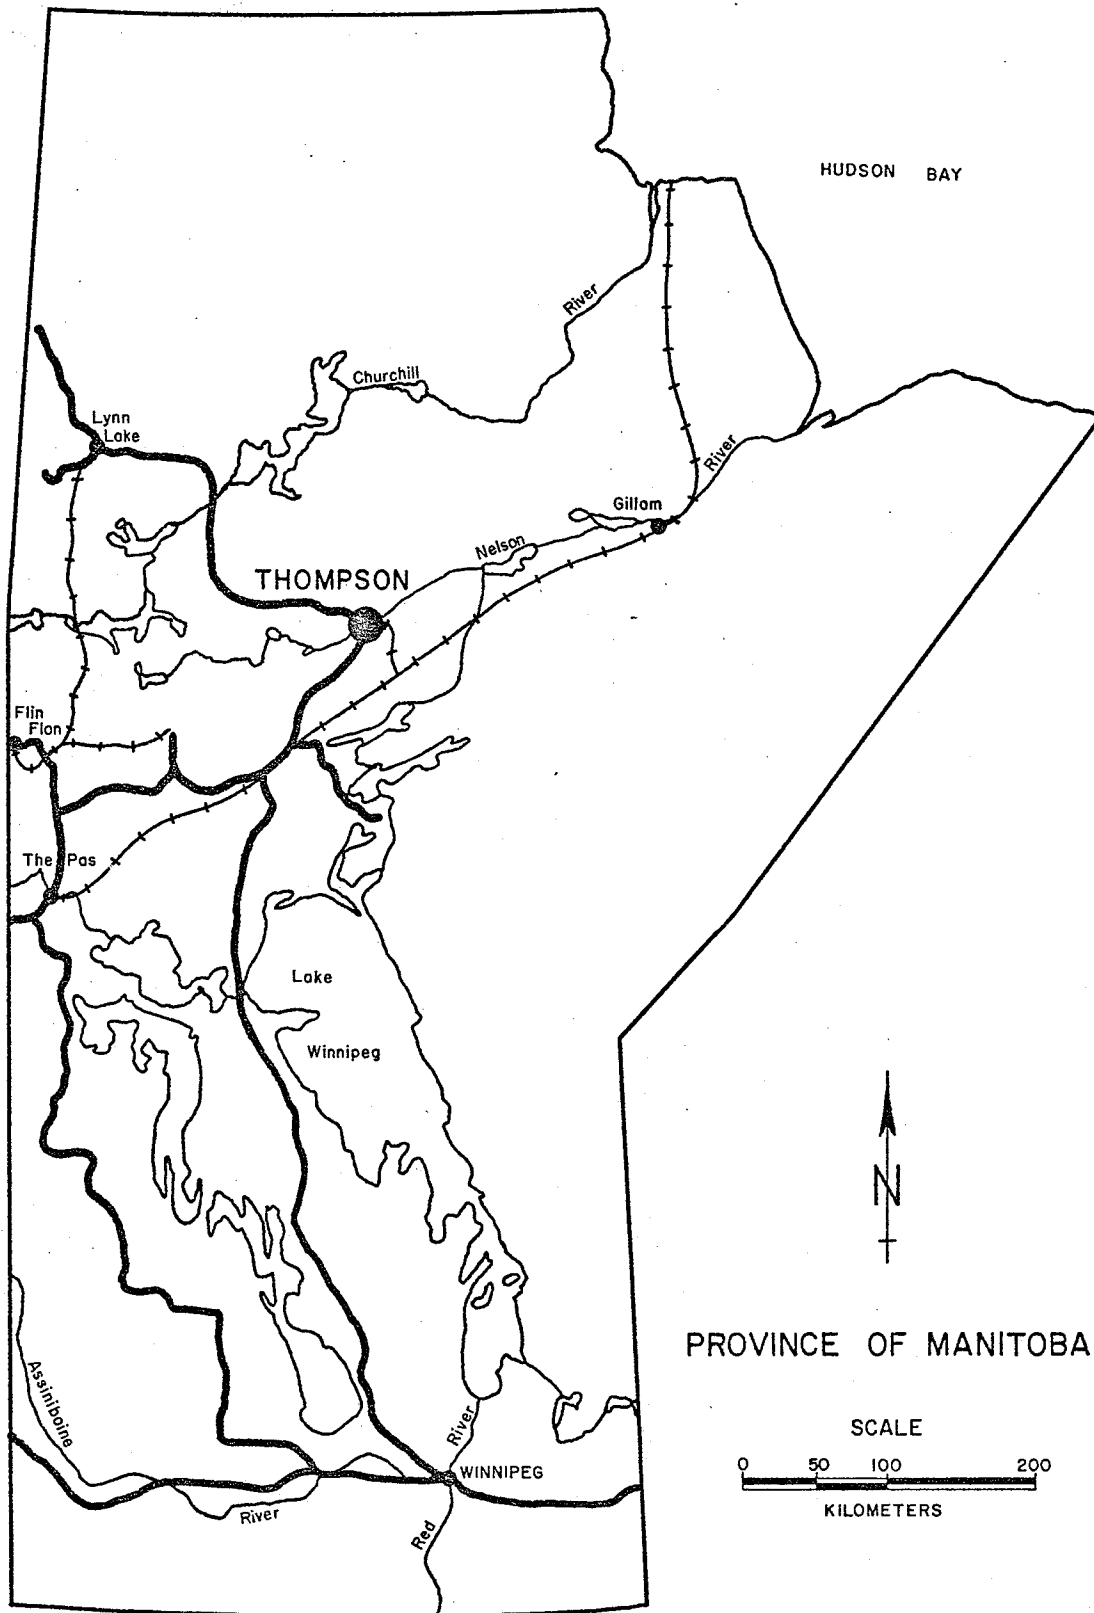 HUDSON BAY
River
Churchill
Lynn
Lake
River
Gillam
Nelson
THOMPSON
Flin
Flon
The Pas
Lake
Winnipeg
N
PROVINCE OF MANITOBA
Assiniboine
River
River
WINNIPEG
Red
SCALE
0 50 100 200
KILOMETERS